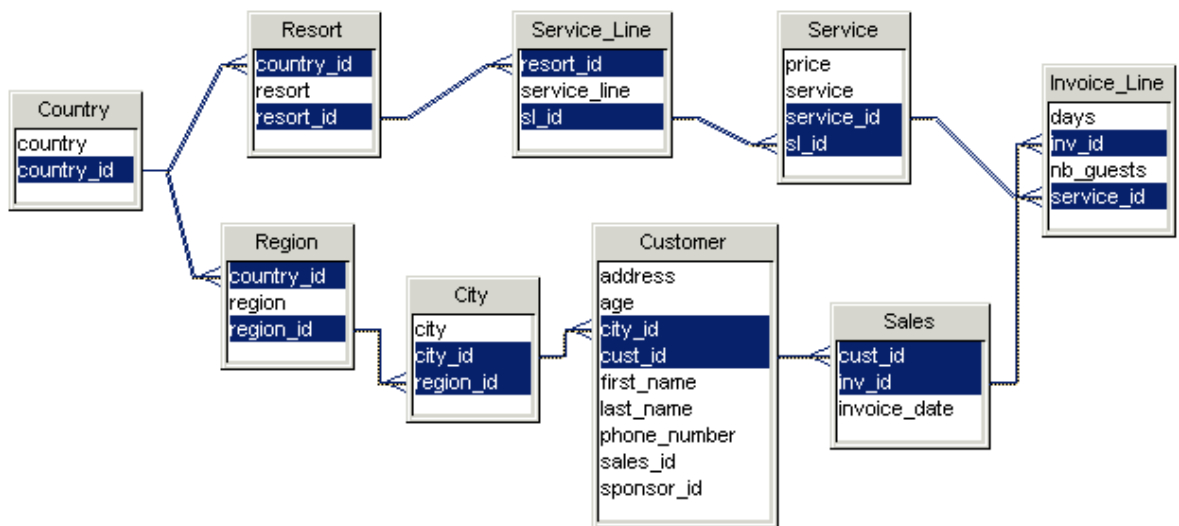 Country
country
country_id
Resort
country_id
resort
resort_id
Service_Line
resort_id
service_line
sl_id
Service
price
service
service_id
sl_id
Invoice_Line
days
inv_id
nb_guests
service_id
Region
country_id
region
region_id
City
city
city_id
region_id
Customer
address
age
city_id
cust_id
first_name
last_name
phone_number
sales_id
sponsor_id
Sales
cust_id
inv_id
invoice_date